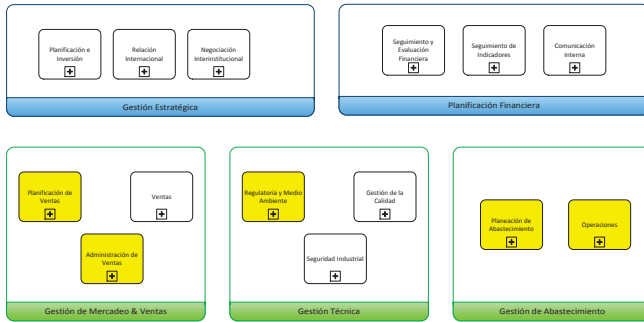 Planificación e
Inversión
Relación
Internacional
Negociación
Interinstitucional
Gestión Estratégica
Seguimiento y
Evaluación
Financiera
Seguimiento de
Indicadores
Comunicación
Interna
Planificación Financiera
Planificación de
Ventas
Ventas
Administración de
Ventas
Gestión de Mercadeo & Ventas
Regulatoria y Medio
Ambiente
Gestión de la
Calidad
Seguridad Industrial
Gestión Técnica
Planeación de
Abastecimiento
Operaciones
Gestión de Abastecimiento